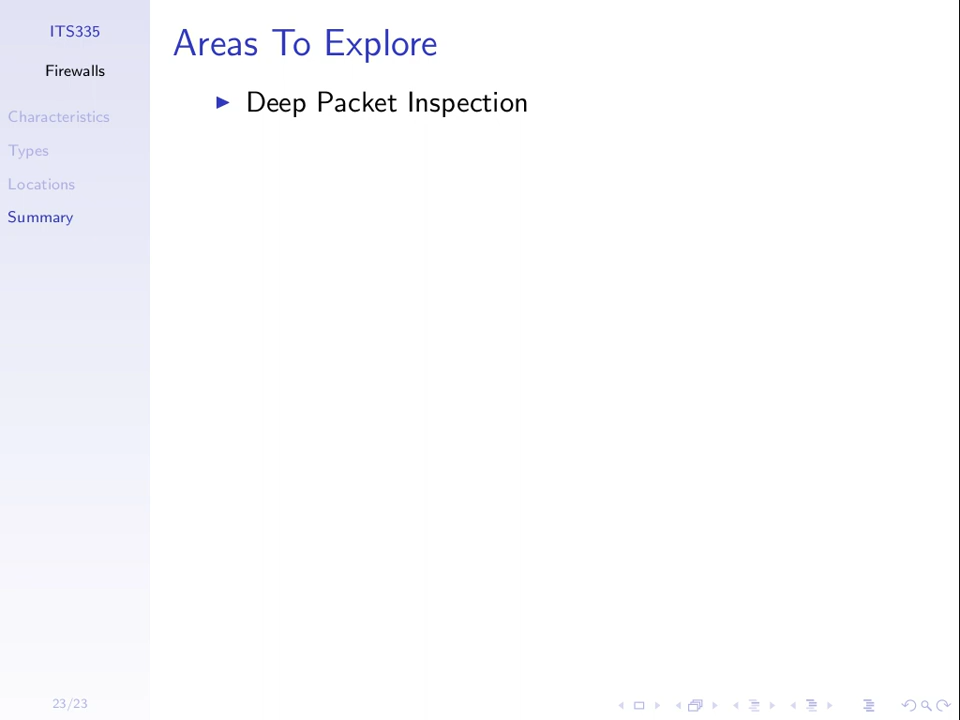 ITS335
Firewalls
Characteristics
Types
Locations
Summary
Areas To Explore
Deep Packet Inspection
23/23